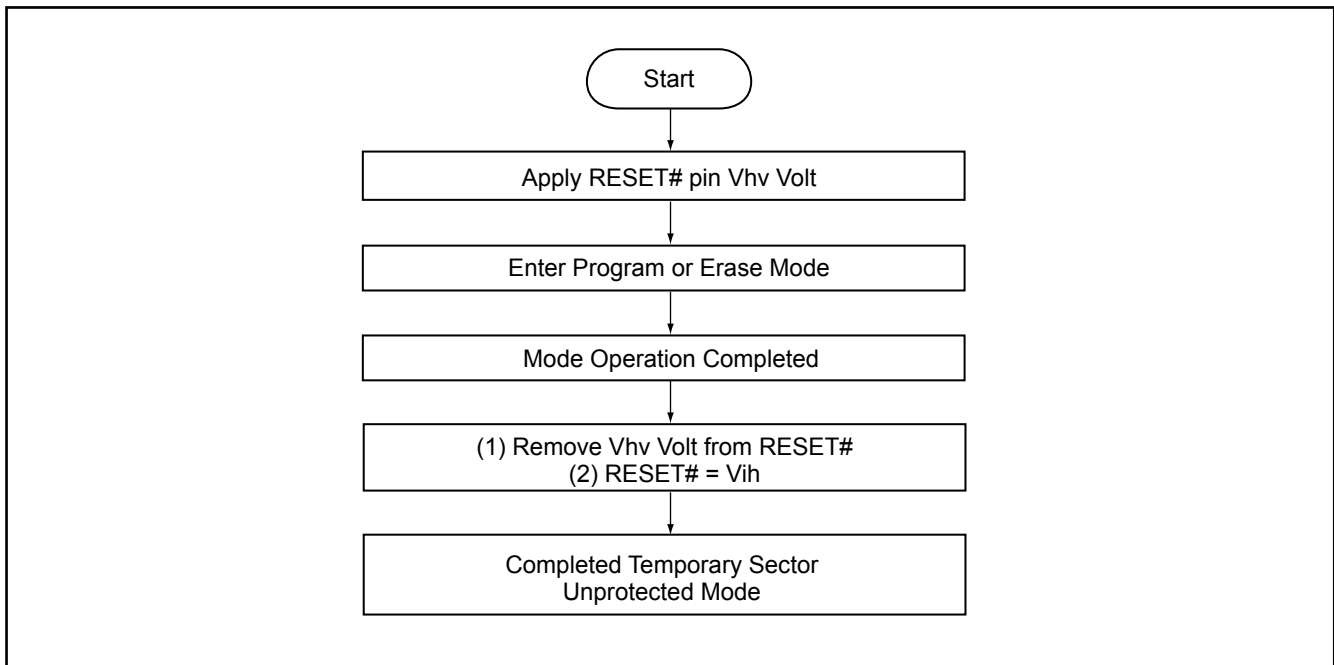 Start
Apply RESET# pin Vhv Volt
Enter Program or Erase Mode
Mode Operation Completed
(1) Remove Vhv Volt from RESET#
(2) RESET# = Vih
Completed Temporary Sector
Unprotected Mode